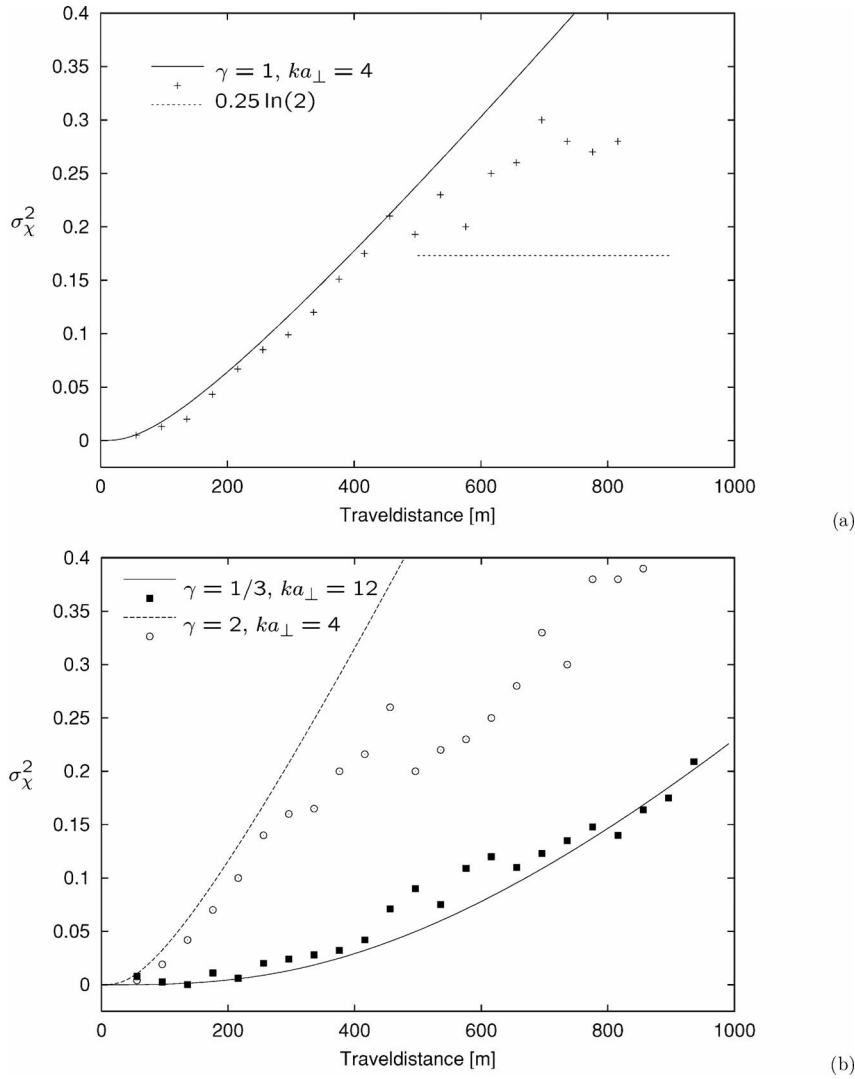 0.4
0.35
0.3
0.25
0.2
0.15
0.1
0.05
0
σ²χ
γ = 1, ka⊥ = 4
0.25 ln(2)
0 200 400 600 800 1000
Traveldistance [m]
(a)
0.4
0.35
0.3
0.25
0.2
0.15
0.1
0.05
0
σ²χ
γ = 1/3, ka⊥ = 12
γ = 2, ka⊥ = 4
0 200 400 600 800 1000
Traveldistance [m]
(b)